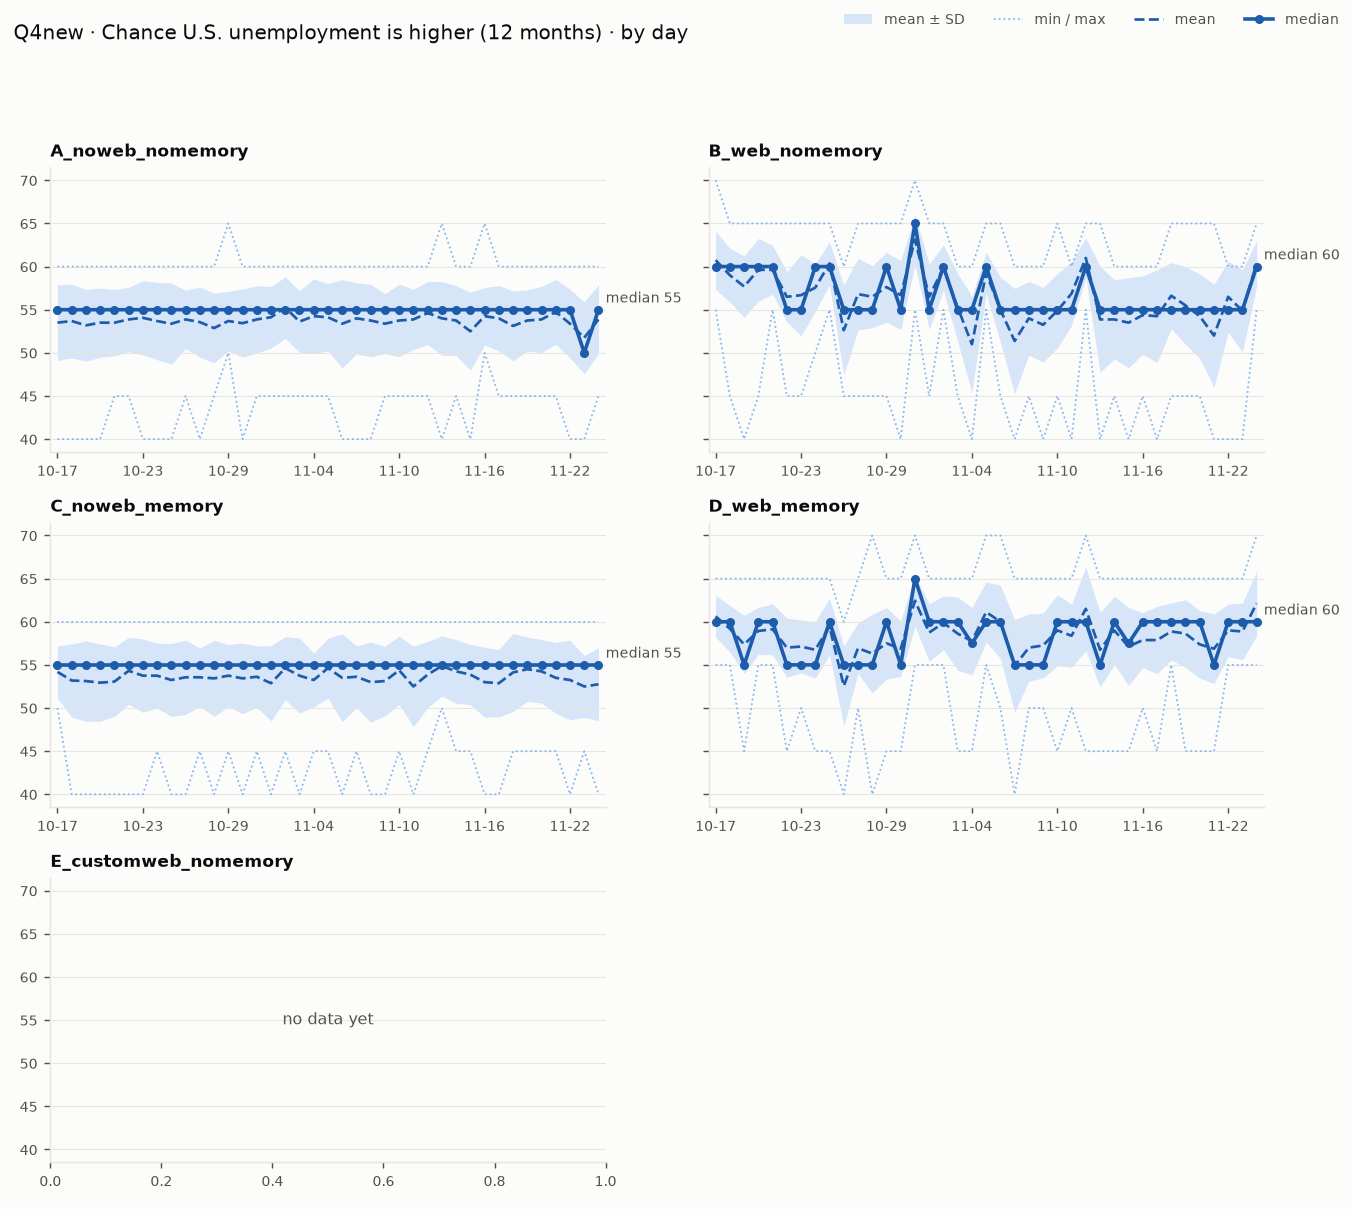 Q4new · Chance U.S. unemployment is higher (12 months) · by day
mean ± SD   min / max   mean   median
A_noweb_nomemory
70
65
60
55
50
45
40
median 55
10-17 10-23 10-29 11-04 11-10 11-16 11-22
B_web_nomemory
median 60
10-17 10-23 10-29 11-04 11-10 11-16 11-22
C_noweb_memory
70
65
60
55
50
45
40
median 55
10-17 10-23 10-29 11-04 11-10 11-16 11-22
D_web_memory
median 60
10-17 10-23 10-29 11-04 11-10 11-16 11-22
E_customweb_nomemory
70
65
60
55
50
45
40
no data yet
0.0 0.2 0.4 0.6 0.8 1.0